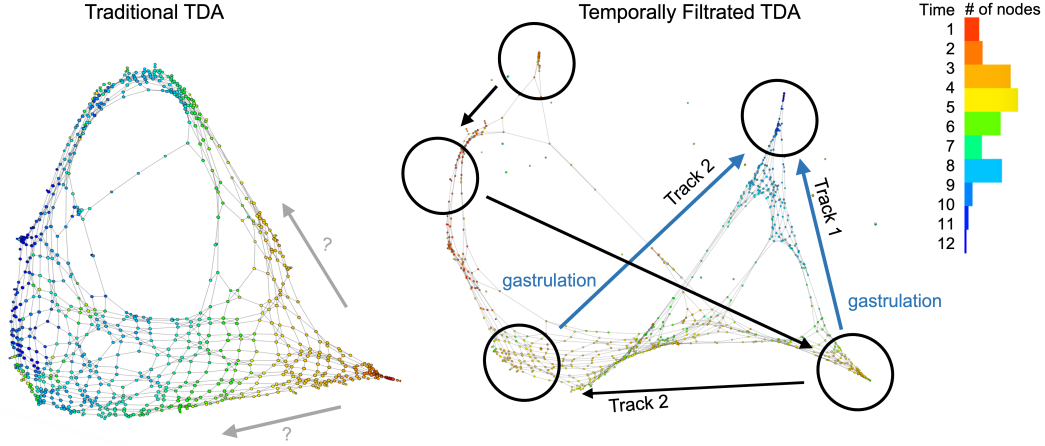 Traditional TDA
Temporally Filtrated TDA
Time # of nodes
1
2
3
4
5
6
7
8
9
10
11
12
?
?
Track 2
Track 1
gastrulation
gastrulation
Track 2